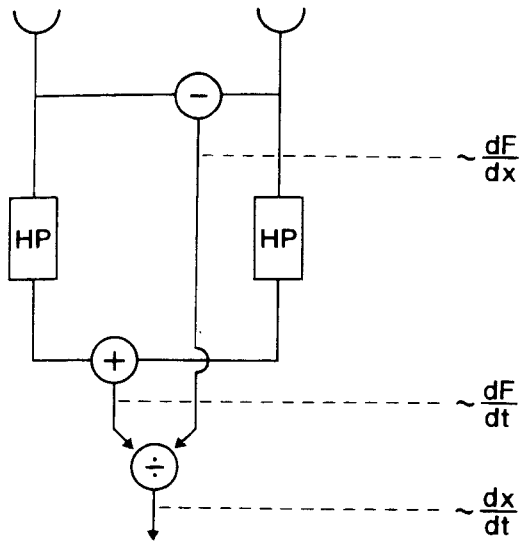 −
~ dF/dx
HP HP
+
~ dF/dt
÷
~ dx/dt